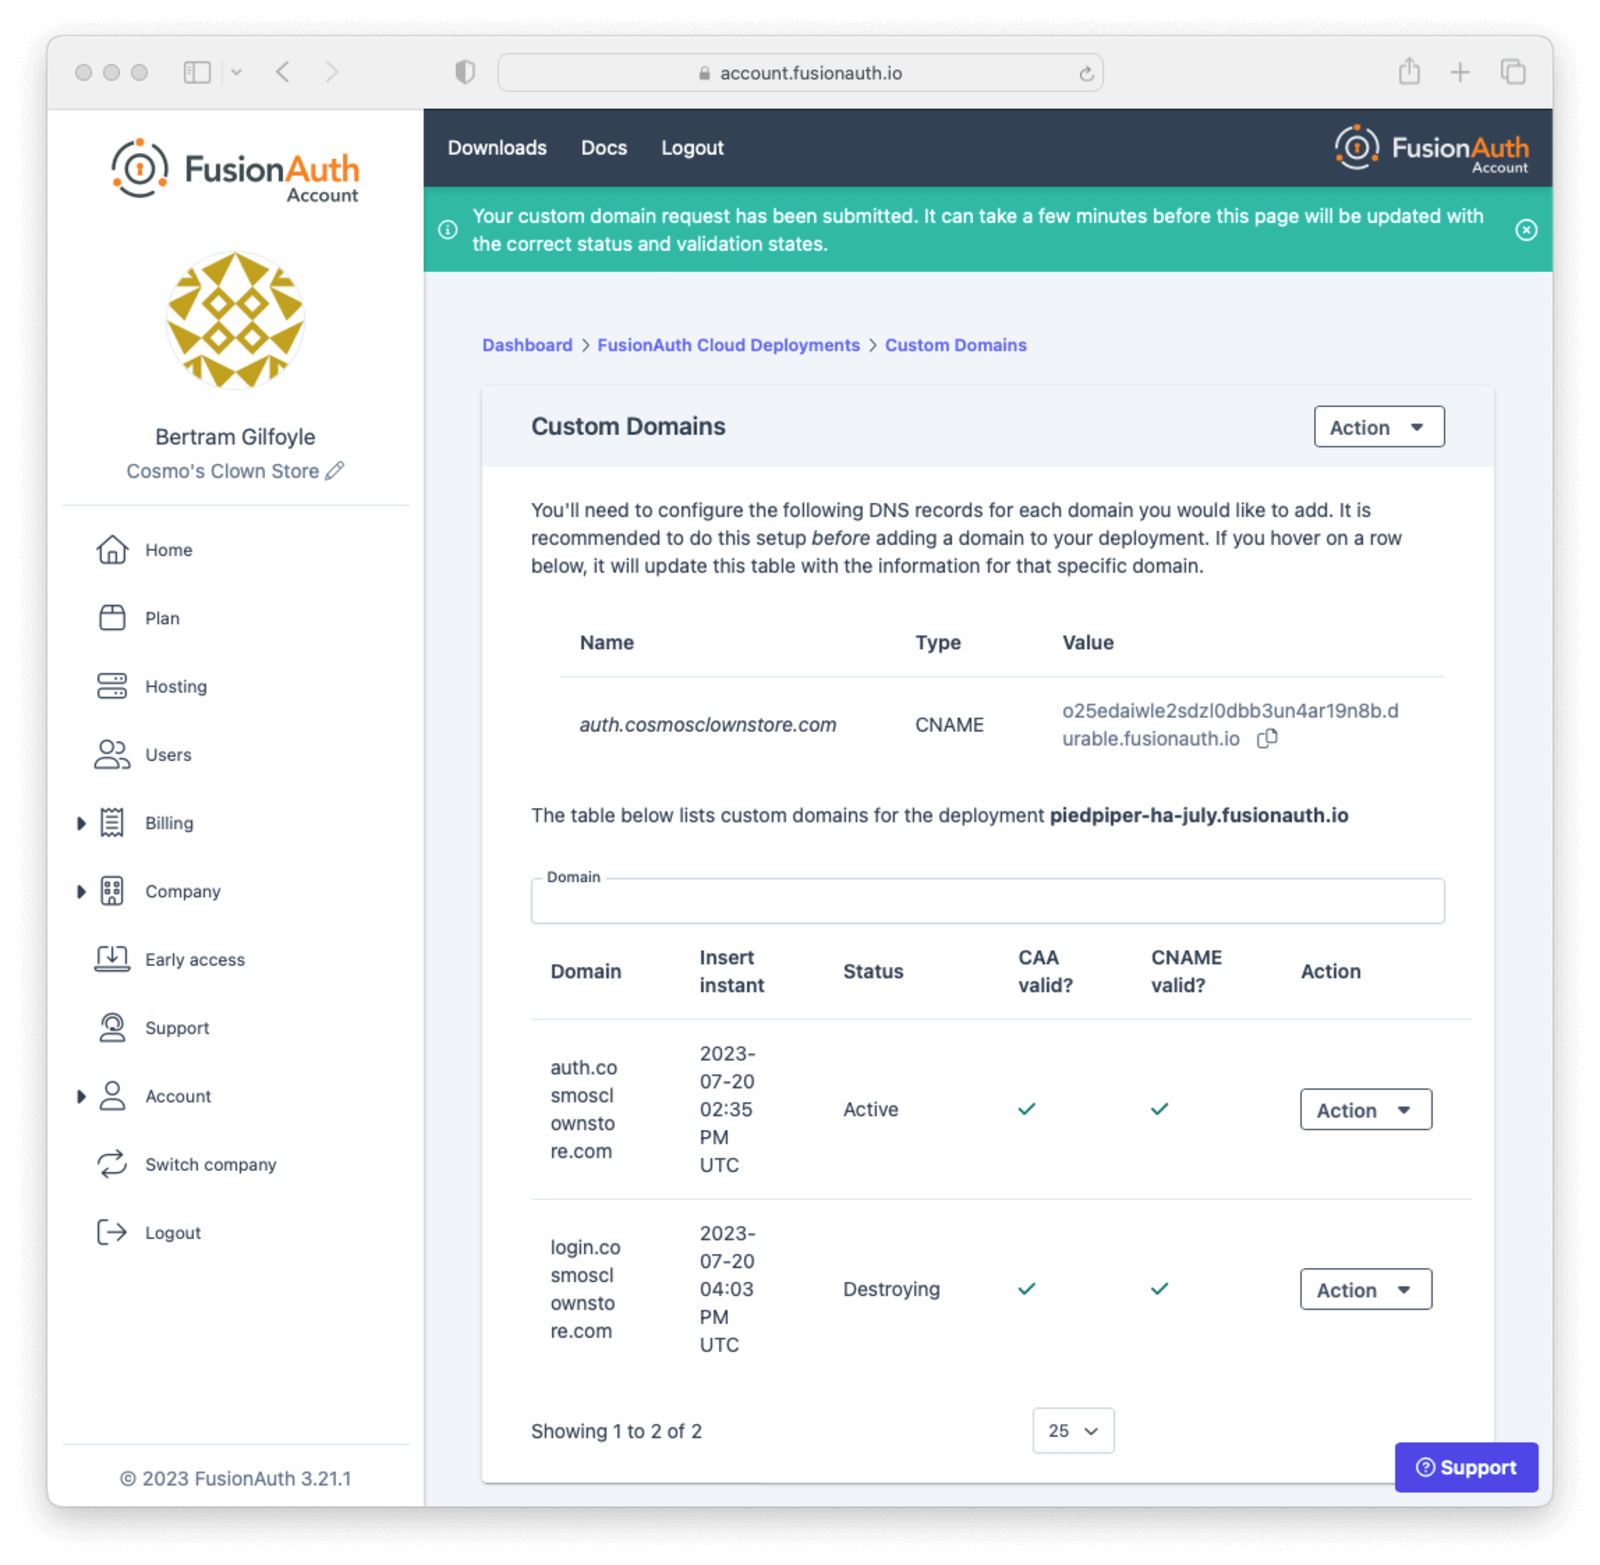 account.fusionauth.io
FusionAuth
Account
Bertram Gilfoyle
Cosmo's Clown Store
Home
Plan
Hosting
Users
Billing
Company
Early access
Support
Account
Switch company
Logout
© 2023 FusionAuth 3.21.1
Downloads Docs Logout
FusionAuth
Account
Your custom domain request has been submitted. It can take a few minutes before this page will be updated with
the correct status and validation states.
Dashboard > FusionAuth Cloud Deployments > Custom Domains
Custom Domains
Action
You'll need to configure the following DNS records for each domain you would like to add. It is
recommended to do this setup before adding a domain to your deployment. If you hover on a row
below, it will update this table with the information for that specific domain.
Name Type Value
auth.cosmosclownstore.com CNAME
o25edaiwle2sdzl0dbb3un4ar19n8b.d
urable.fusionauth.io
The table below lists custom domains for the deployment piedpiper-ha-july.fusionauth.io
Domain
Domain
Insert
instant
Status
CAA
valid?
CNAME
valid?
Action
auth.co
smoscl
ownsto
re.com
2023-
07-20
02:35
PM
UTC
Active
Action
login.co
smoscl
ownsto
re.com
2023-
07-20
04:03
PM
UTC
Destroying
Action
Showing 1 to 2 of 2
25
Support